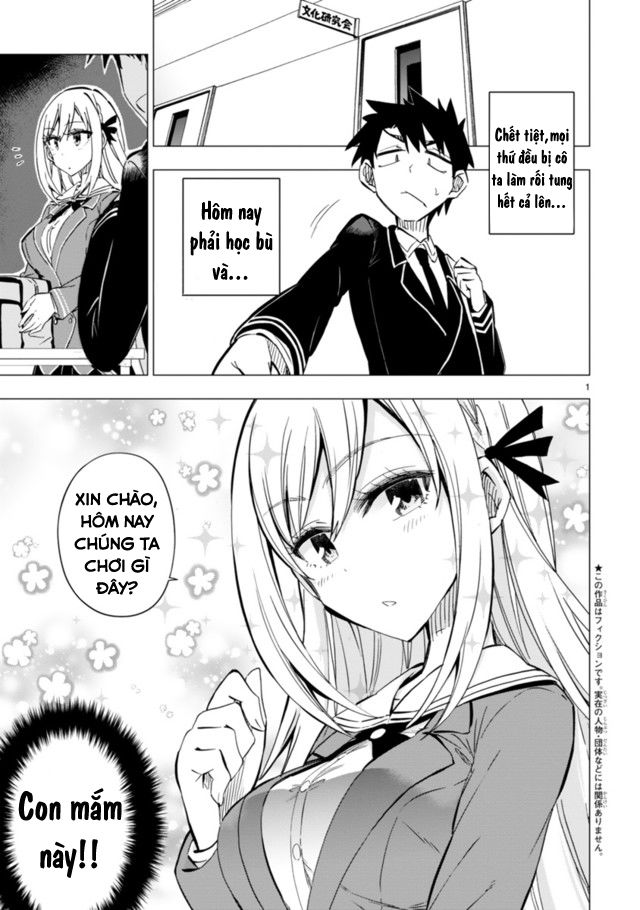 文化研究会
Chết tiệt,mọi
thứ đều bị cô
ta làm rối tung
hết cả lên...
Hôm nay
phải học bù
và...
1
XIN CHÀO,
HÔM NAY
CHÚNG TA
CHƠI GÌ
ĐÂY?
Con mắm
này!!
★この作品はフィクションです。実在の人物・団体などには関係ありません。